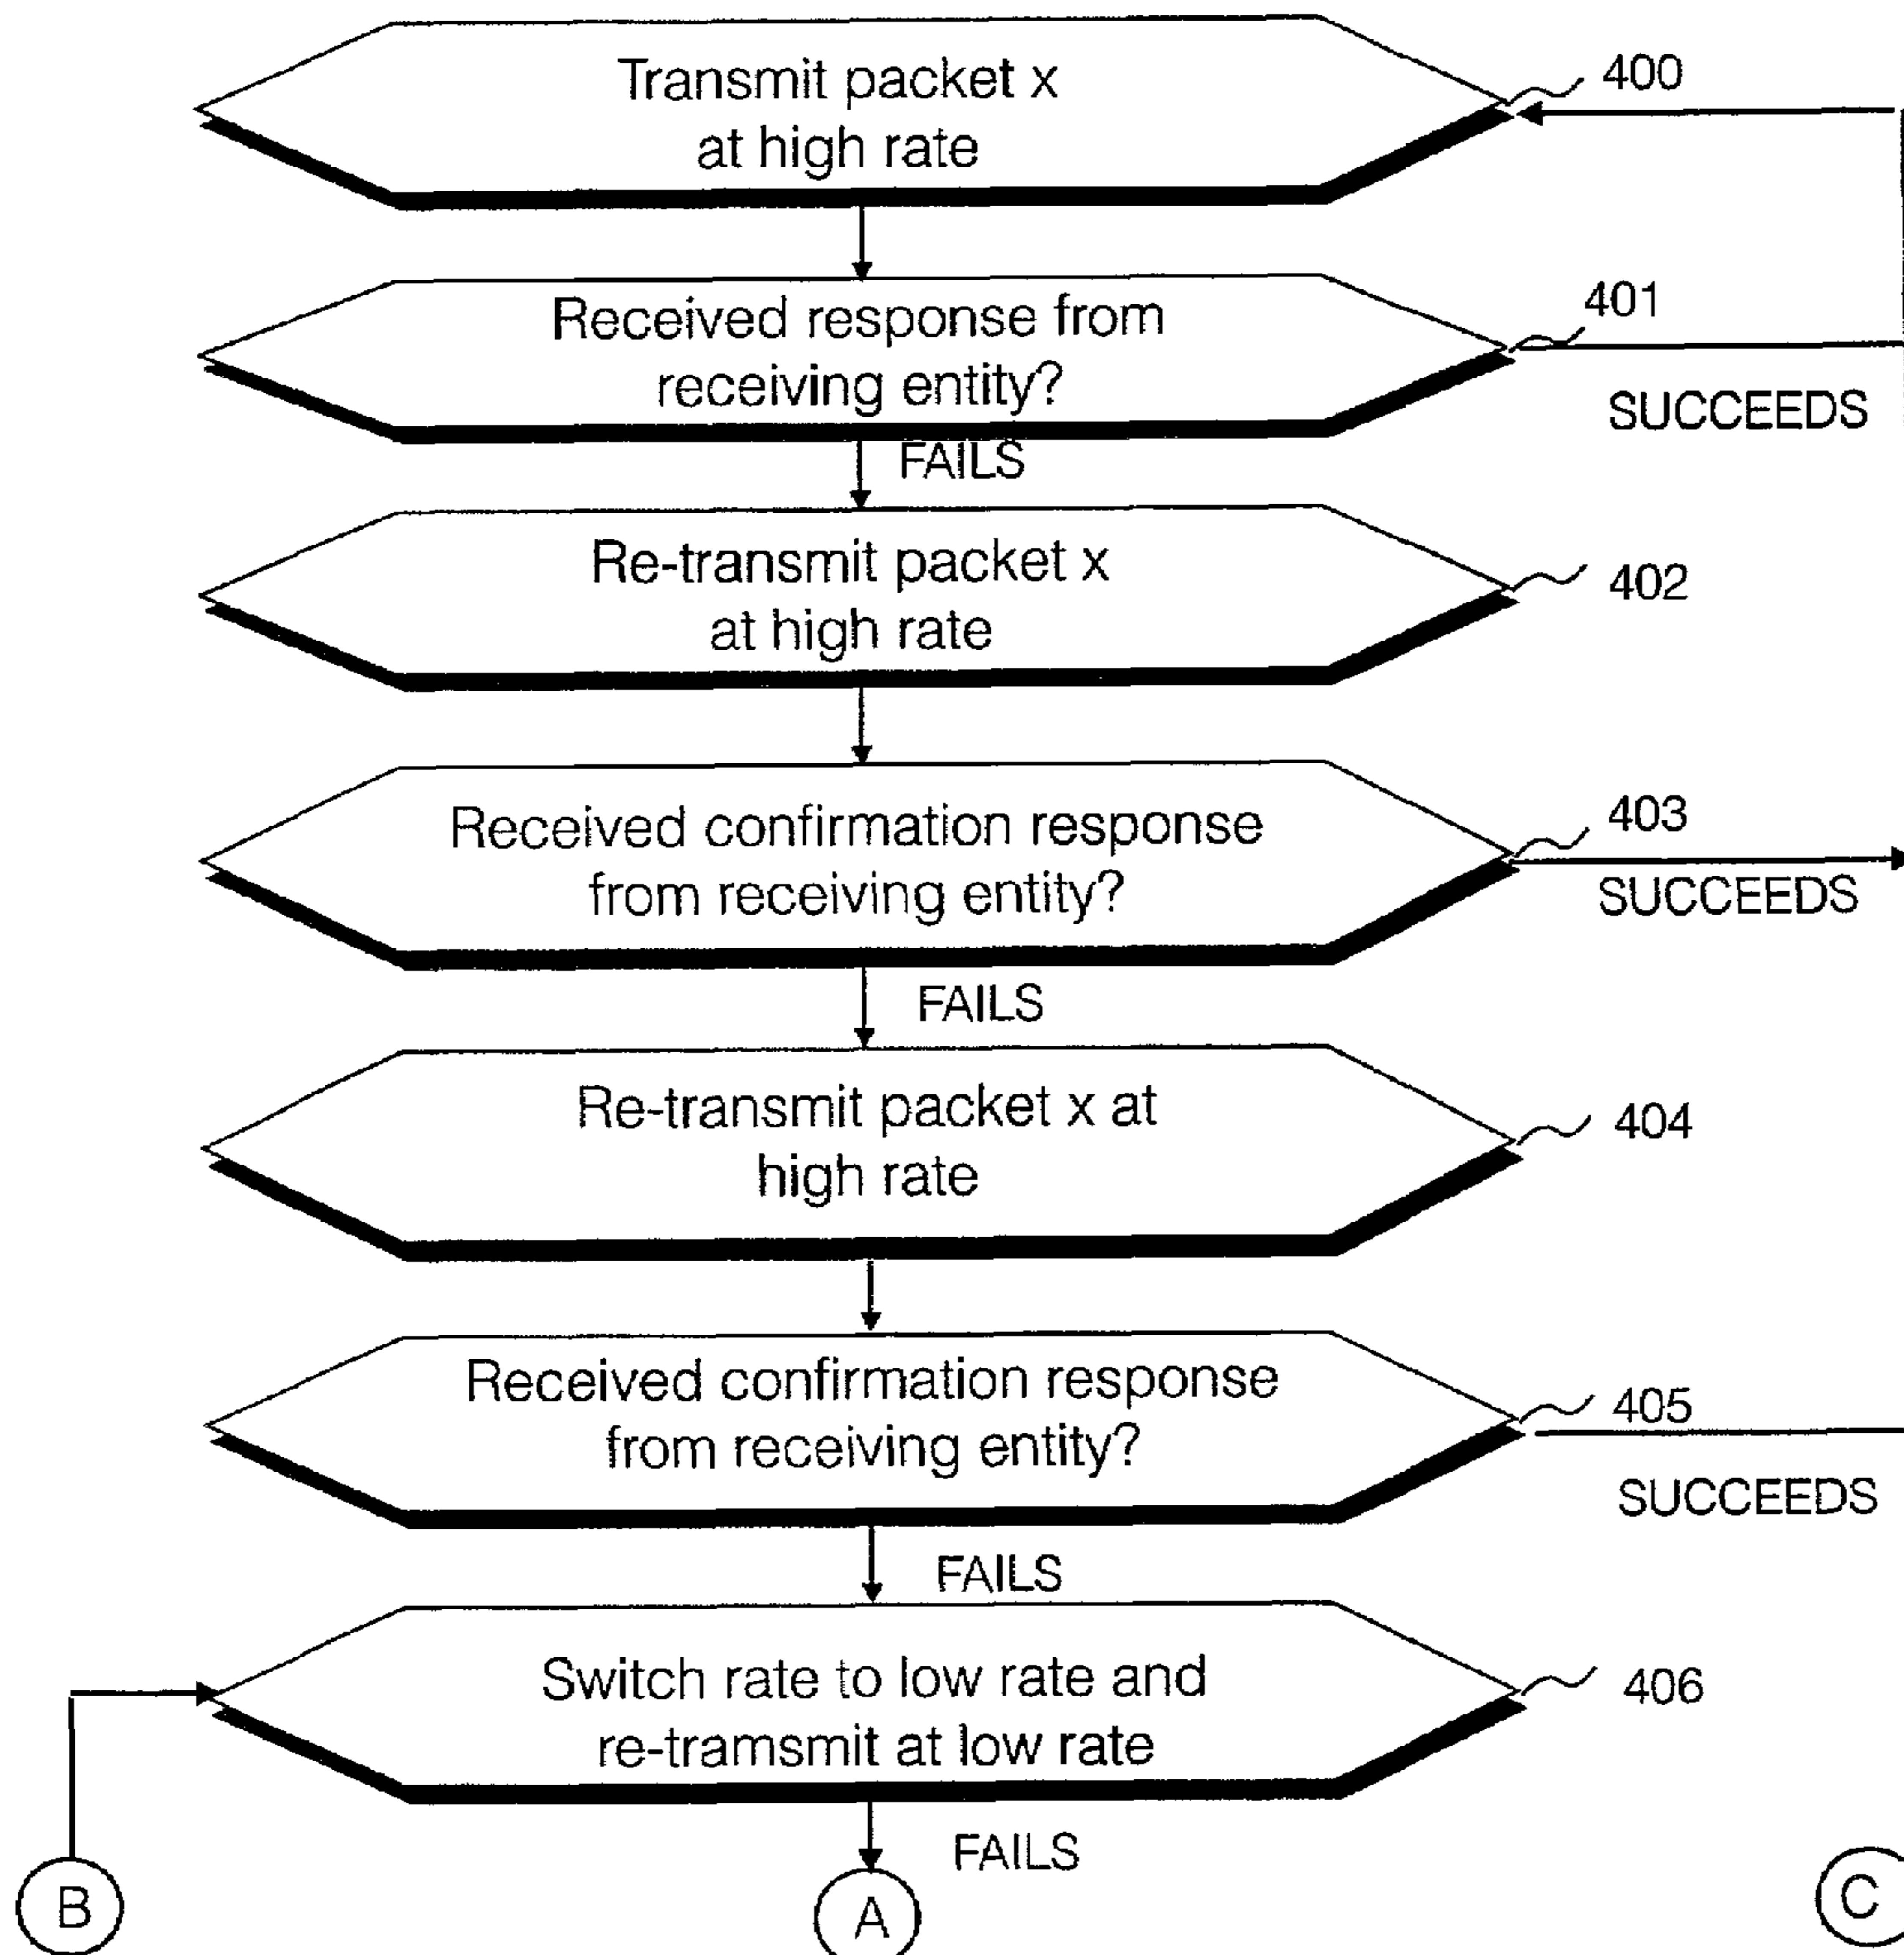 Transmit packet x
at high rate
400
Received response from
receiving entity?
401
SUCCEEDS
FAILS
Re-transmit packet x
at high rate
402
Received confirmation response
from receiving entity?
403
SUCCEEDS
FAILS
Re-transmit packet x at
high rate
404
Received confirmation response
from receiving entity?
405
SUCCEEDS
FAILS
Switch rate to low rate and
re-tramsmit at low rate
406
FAILS
B
A
C